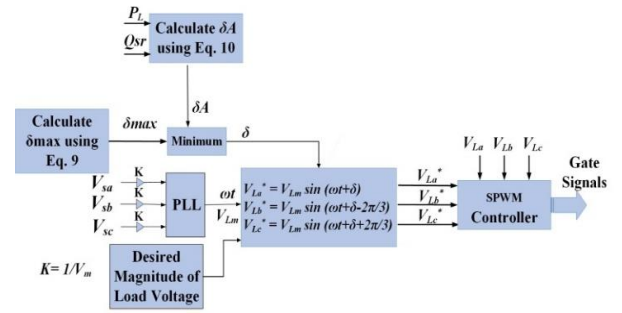 P_L
Qsr
Calculate δA
using Eq. 10
δA
Calculate
δmax using
Eq. 9
δmax
Minimum
δ
V_sa
K
V_sb
K
V_sc
K
PLL
ωt
V_Lm
K= 1/V_m
Desired
Magnitude of
Load Voltage
V_La* = V_Lm sin (ωt+δ)
V_Lb* = V_Lm sin (ωt+δ-2π/3)
V_Lc* = V_Lm sin (ωt+δ+2π/3)
V_La*
V_Lb*
V_Lc*
V_La V_Lb V_Lc
SPWM
Controller
Gate
Signals